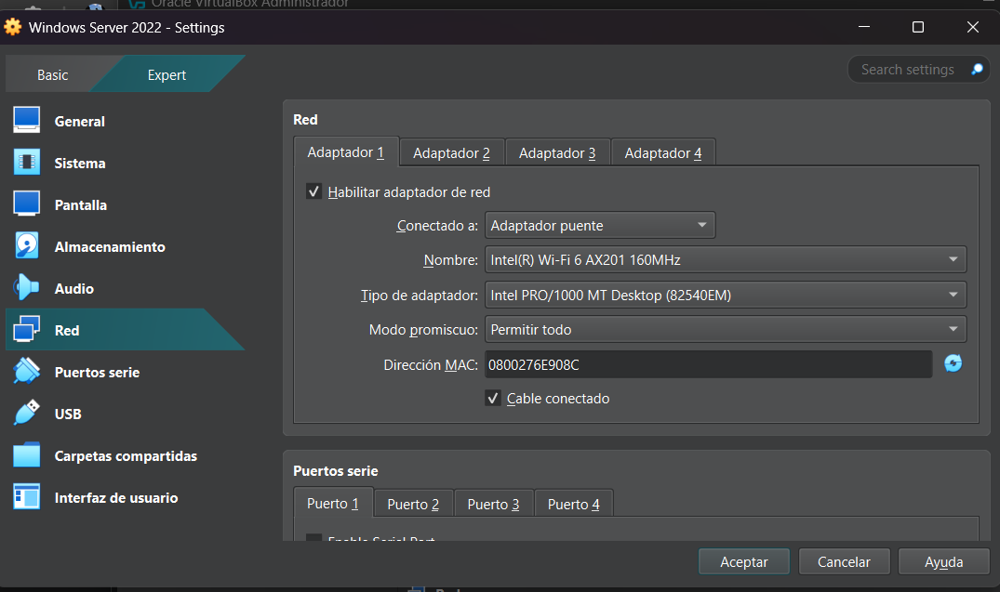 Oracle VirtualBox Administrador
Windows Server 2022 - Settings
Basic
Expert
Search settings
General
Sistema
Pantalla
Almacenamiento
Audio
Red
Puertos serie
USB
Carpetas compartidas
Interfaz de usuario
Red
Adaptador 1
Adaptador 2
Adaptador 3
Adaptador 4
Habilitar adaptador de red
Conectado a: Adaptador puente
Nombre: Intel(R) Wi-Fi 6 AX201 160MHz
Tipo de adaptador: Intel PRO/1000 MT Desktop (82540EM)
Modo promiscuo: Permitir todo
Dirección MAC: 0800276E908C
Cable conectado
Puertos serie
Puerto 1
Puerto 2
Puerto 3
Puerto 4
Enable Serial Port
Aceptar
Cancelar
Ayuda